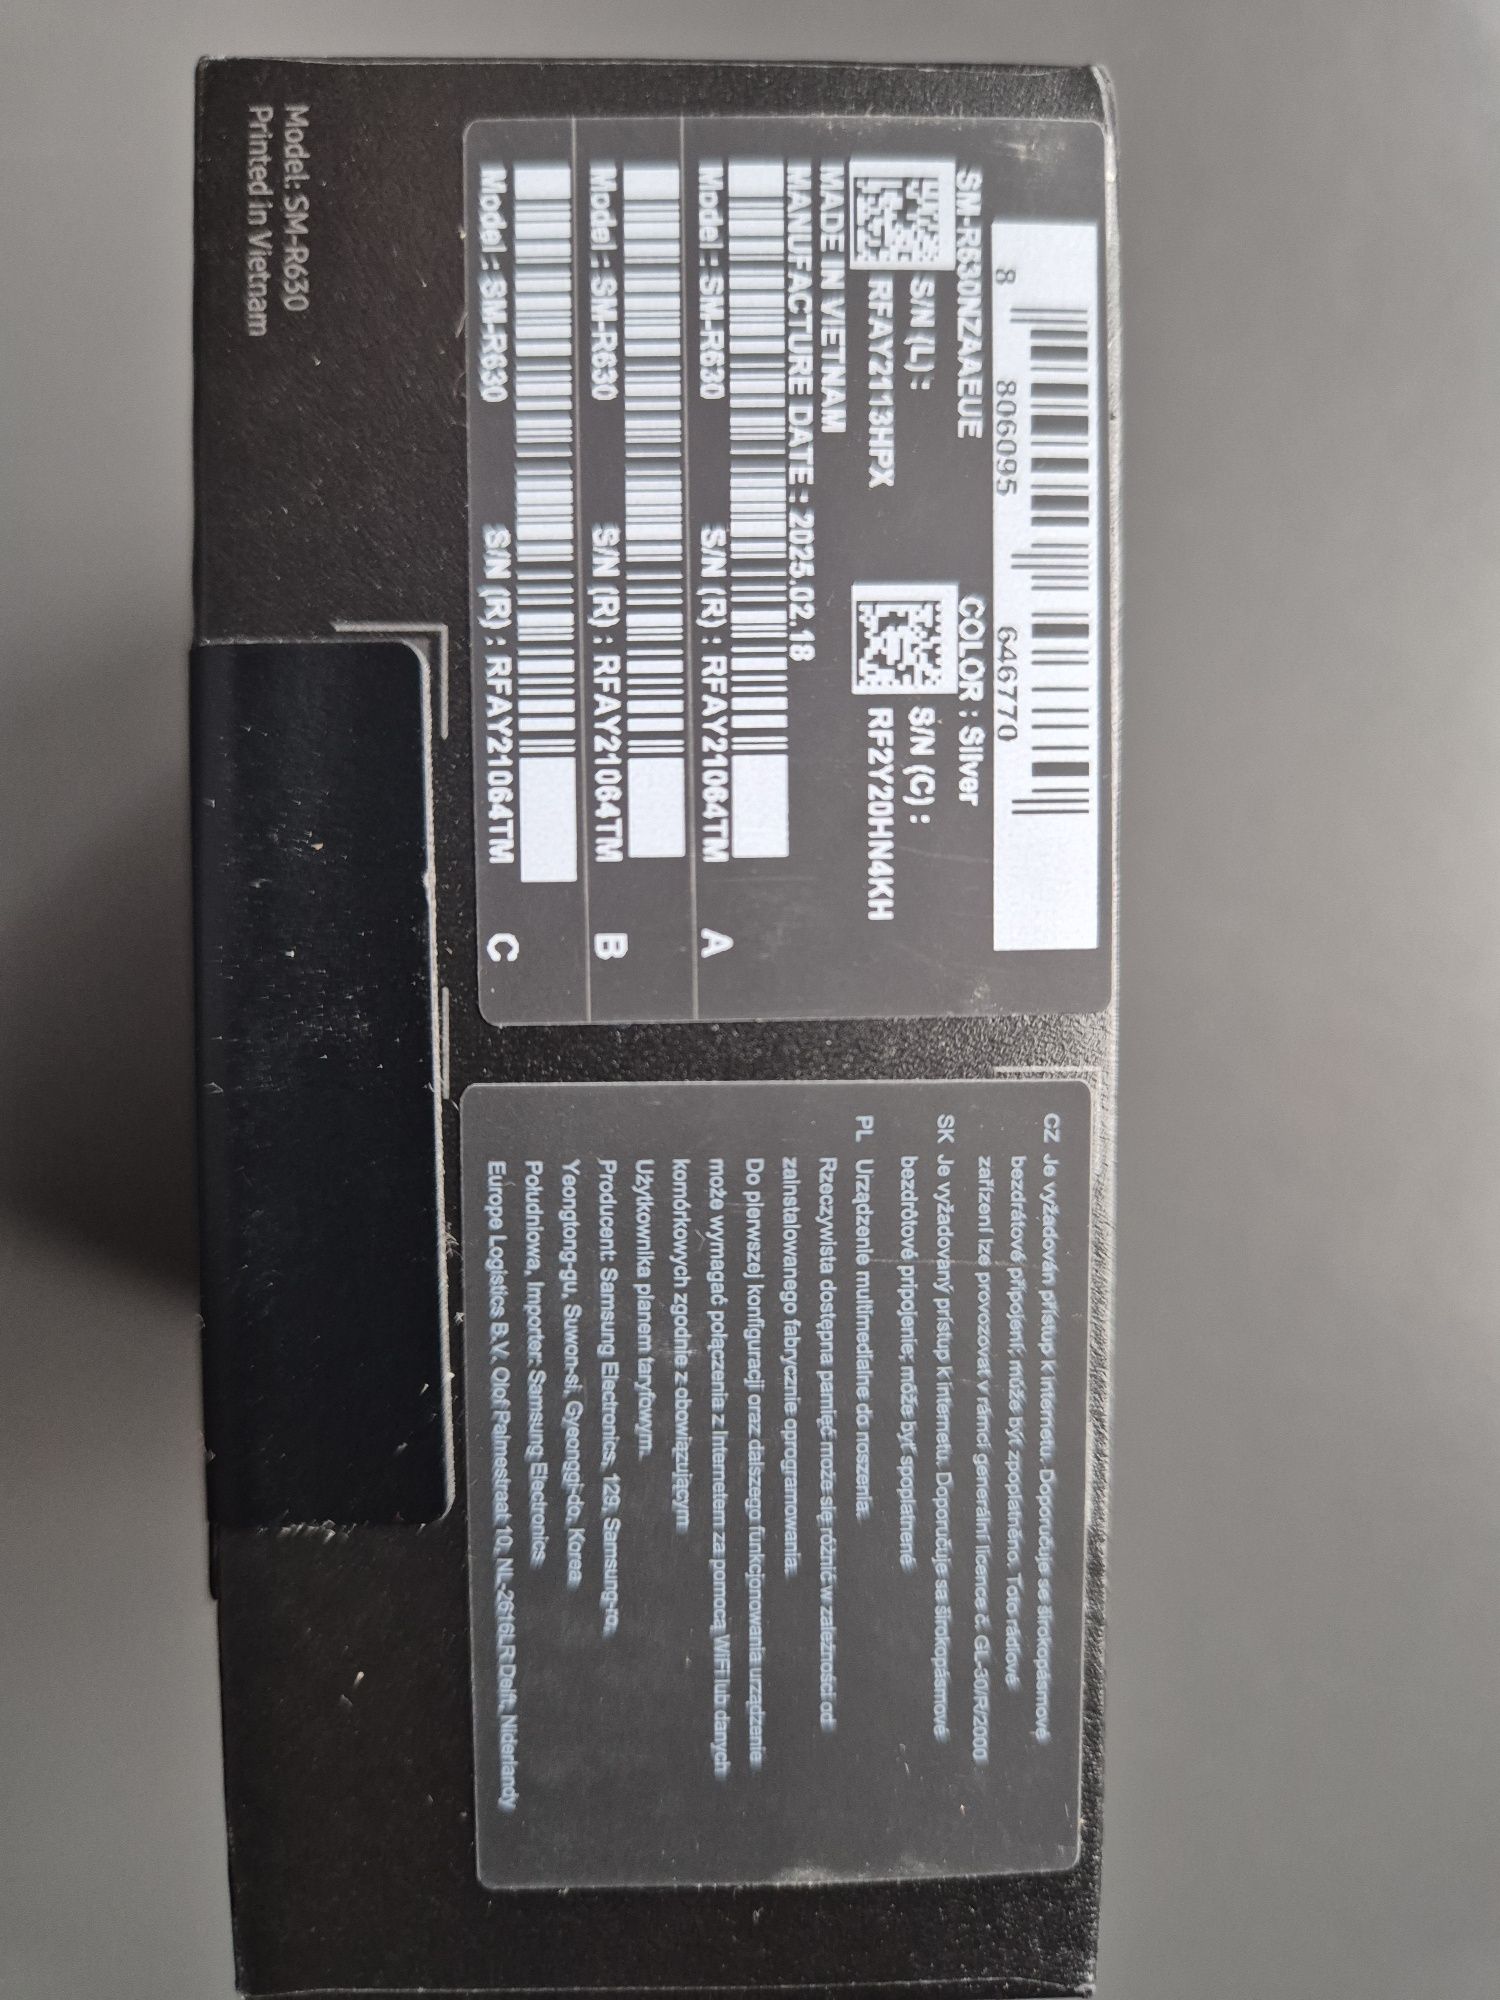 8 806095 646770
SM-R630NZAAEUE COLOR : Silver
S/N (L) : S/N (C) :
RFAY2113HPX RF2Y20HN4KH
MADE IN VIETNAM
MANUFACTURE DATE : 2025.02.18
Model : SM-R630 S/N (R) : RFAY21064TM A
Model : SM-R630 S/N (R) : RFAY21064TM B
Model : SM-R630 S/N (R) : RFAY21064TM C
Model: SM-R630
Printed in Vietnam
CZ Je vyžadován přístup k internetu. Doporučuje se širokopásmové
bezdrátové připojení; může být zpoplatněno. Toto rádiové
zařízení lze provozovat v rámci generální licence č. GL-30/R/2000
SK Je vyžadovaný prístup k internetu. Doporučuje sa širokopásmové
bezdrôtové pripojenie; môže byť spoplatnené
PL Urządzenie multimedialne do noszenia.
Rzeczywista dostępna pamięć może się różnić w zależności od
zainstalowanego fabrycznie oprogramowania.
Do pierwszej konfiguracji oraz dalszego funkcjonowania urządzenie
może wymagać połączenia z Internetem za pomocą WiFi lub danych
komórkowych zgodnie z obowiązującym
Użytkownika planem taryfowym.
Producent: Samsung Electronics, 129, Samsung-ro,
Yeongtong-gu, Suwon-si, Gyeonggi-do, Korea
Południowa, Importer: Samsung Electronics
Europe Logistics B.V. Olof Palmestraat 10, NL-2616LR Delft, Niderlandy